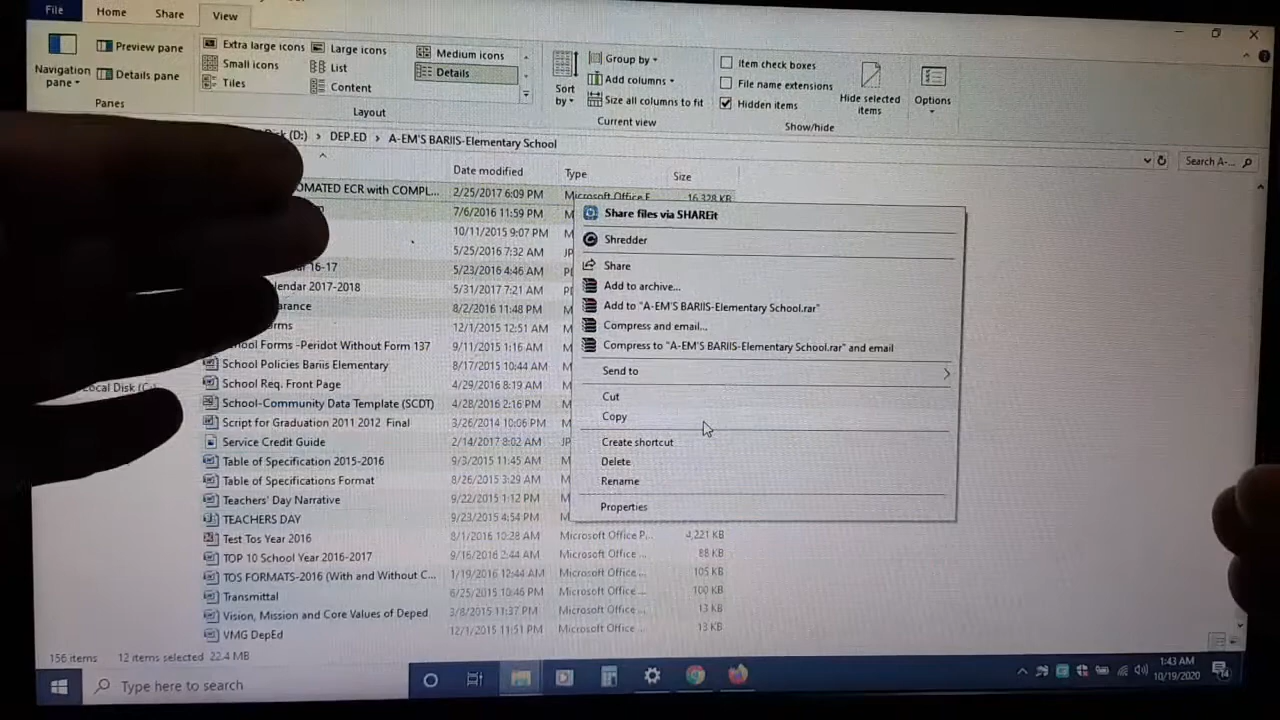 File Home Share View
Navigation pane
Preview pane
Details pane
Panes
Extra large icons Large icons Medium icons
Small icons List Details
Tiles Content
Layout
Sort by
Group by
Add columns
Size all columns to fit
Current view
Item check boxes
File name extensions
Hidden items
Hide selected items
Show/hide
Options
(D:) › DEP.ED › A-EM'S BARIIS-Elementary School
Search A-...
Date modified Type Size
OMATED ECR with COMPL... 2/25/2017 6:09 PM Microsoft Office E 16,328 KB
7/6/2016 11:59 PM
10/11/2015 9:07 PM
5/25/2016 7:32 AM JP
16-17 5/23/2016 4:46 AM
2017-2018 5/31/2017 7:21 AM
8/2/2016 11:48 PM
12/1/2015 12:51 AM
School Forms -Peridot Without Form 137 9/11/2015 1:16 AM
School Policies Bariis Elementary 8/17/2015 10:44 AM
School Req. Front Page 4/29/2016 8:19 AM
School-Community Data Template (SCDT) 4/28/2016 2:16 PM
Script for Graduation 2011 2012 Final 3/26/2014 10:06 PM
Service Credit Guide 2/14/2017 8:02 AM JP
Table of Specification 2015-2016 9/3/2015 11:45 AM
Table of Specifications Format 8/26/2015 3:29 AM
Teachers' Day Narrative 9/22/2015 1:12 PM
TEACHERS DAY 9/23/2015 4:54 PM
Test Tos Year 2016 8/1/2016 10:28 AM Microsoft Office P... 4,221 KB
TOP 10 School Year 2016-2017 9/16/2016 2:44 AM Microsoft Office ... 88 KB
TOS FORMATS-2016 (With and Without C... 1/19/2016 12:44 AM Microsoft Office ... 105 KB
Transmittal 6/25/2015 10:46 PM Microsoft Office ... 100 KB
Vision, Mission and Core Values of Deped 3/8/2015 11:37 PM Microsoft Office ... 13 KB
VMG DepEd 12/1/2015 11:51 PM Microsoft Office ... 13 KB
Local Disk (C:)
Share files via SHAREit
Shredder
Share
Add to archive...
Add to "A-EM'S BARIIS-Elementary School.rar"
Compress and email...
Compress to "A-EM'S BARIIS-Elementary School.rar" and email
Send to
Cut
Copy
Create shortcut
Delete
Rename
Properties
156 items 12 items selected 22.4 MB
Type here to search
1:43 AM
10/19/2020
14